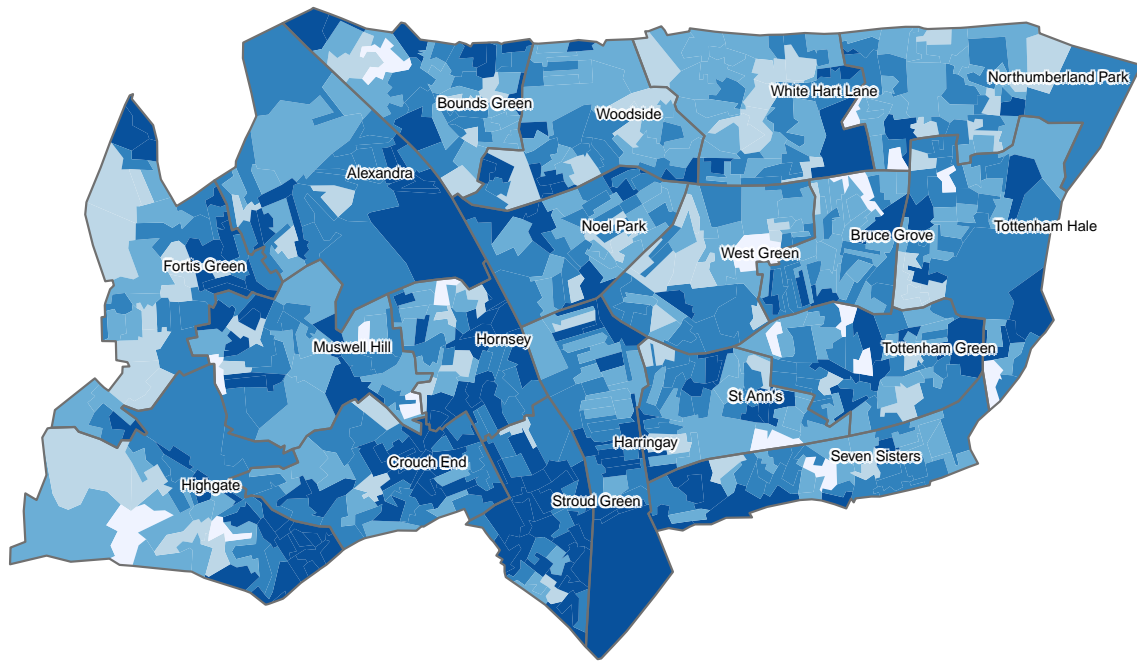 Northumberland Park
White Hart Lane
Bounds Green
Woodside
Alexandra
Noel Park
Tottenham Hale
Bruce Grove
West Green
Fortis Green
Hornsey
Muswell Hill
Tottenham Green
St Ann's
Harringay
Seven Sisters
Crouch End
Highgate
Stroud Green